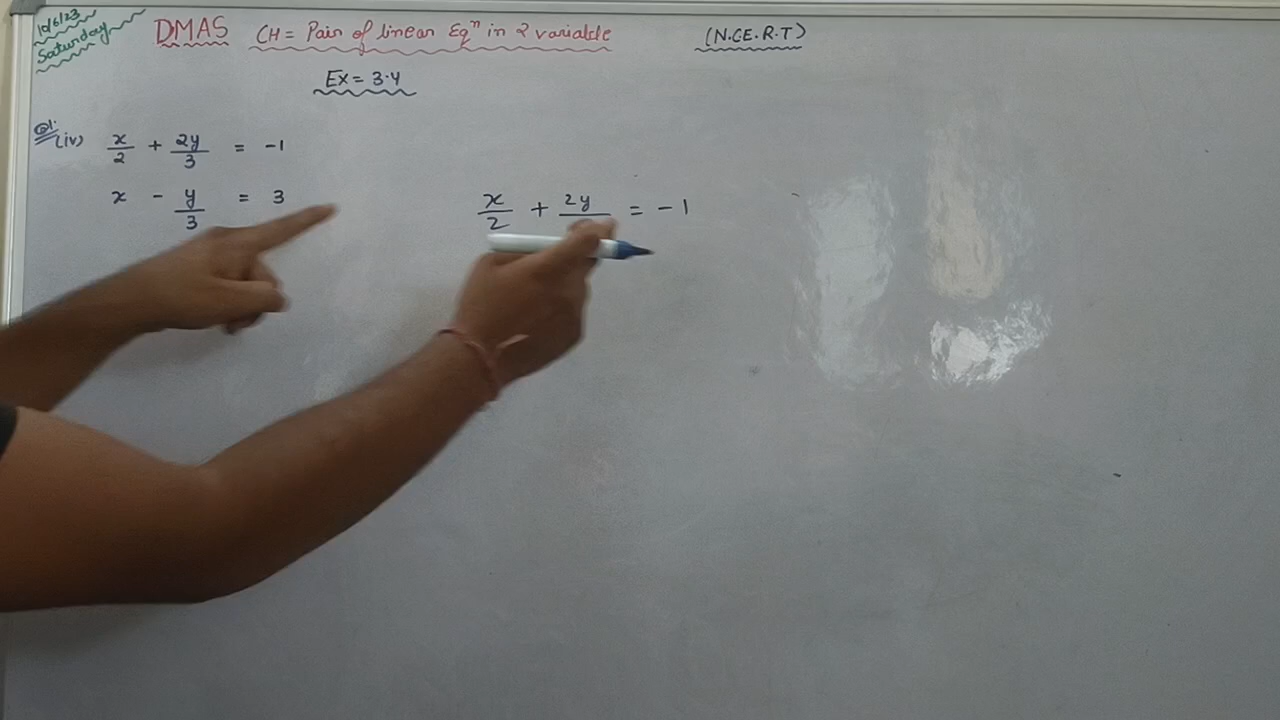 10/6/23
Saturday
DMAS CH = Pair of linear Eqⁿ in 2 variable (N.C.E.R.T)
Ex = 3.4
Q1. (iv) x/2 + 2y/3 = -1
x - y/3 = 3
x/2 + 2y/ = -1